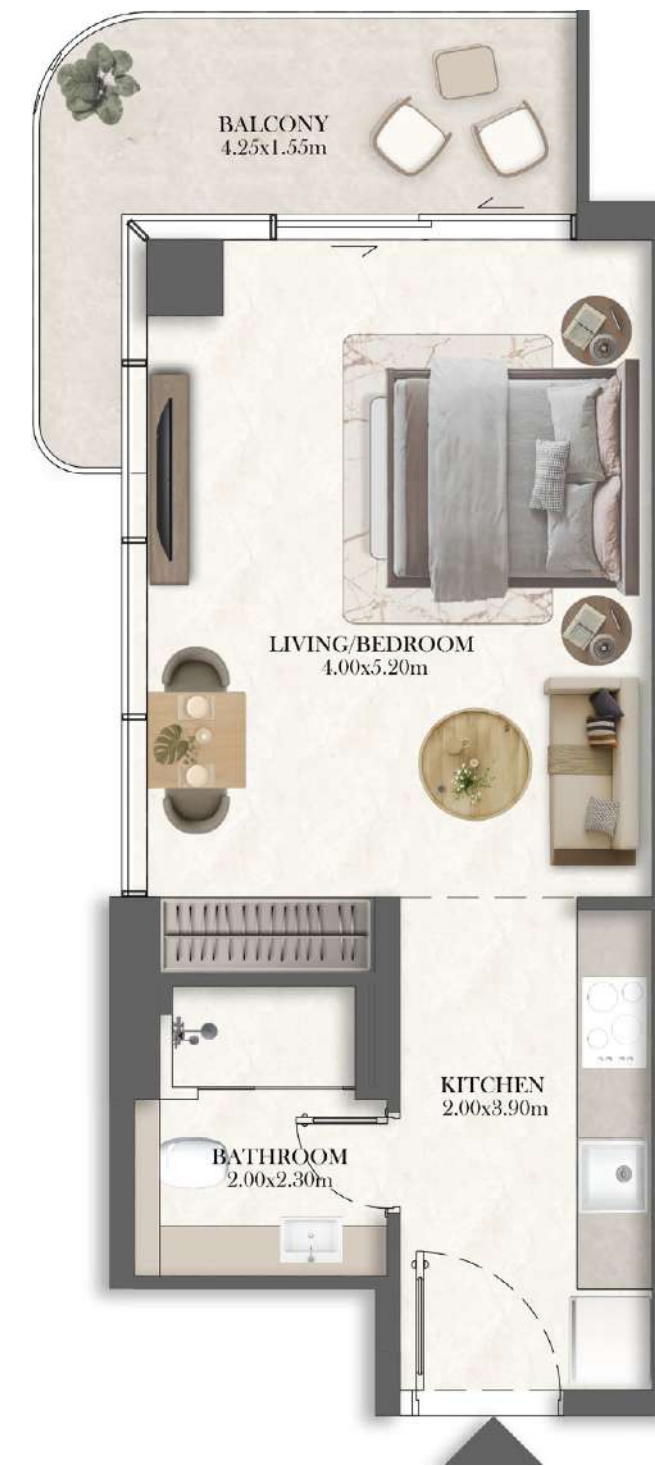 BALCONY
4.25x1.55m
LIVING/BEDROOM
4.00x5.20m
KITCHEN
2.00x3.90m
BATHROOM
2.00x2.30m